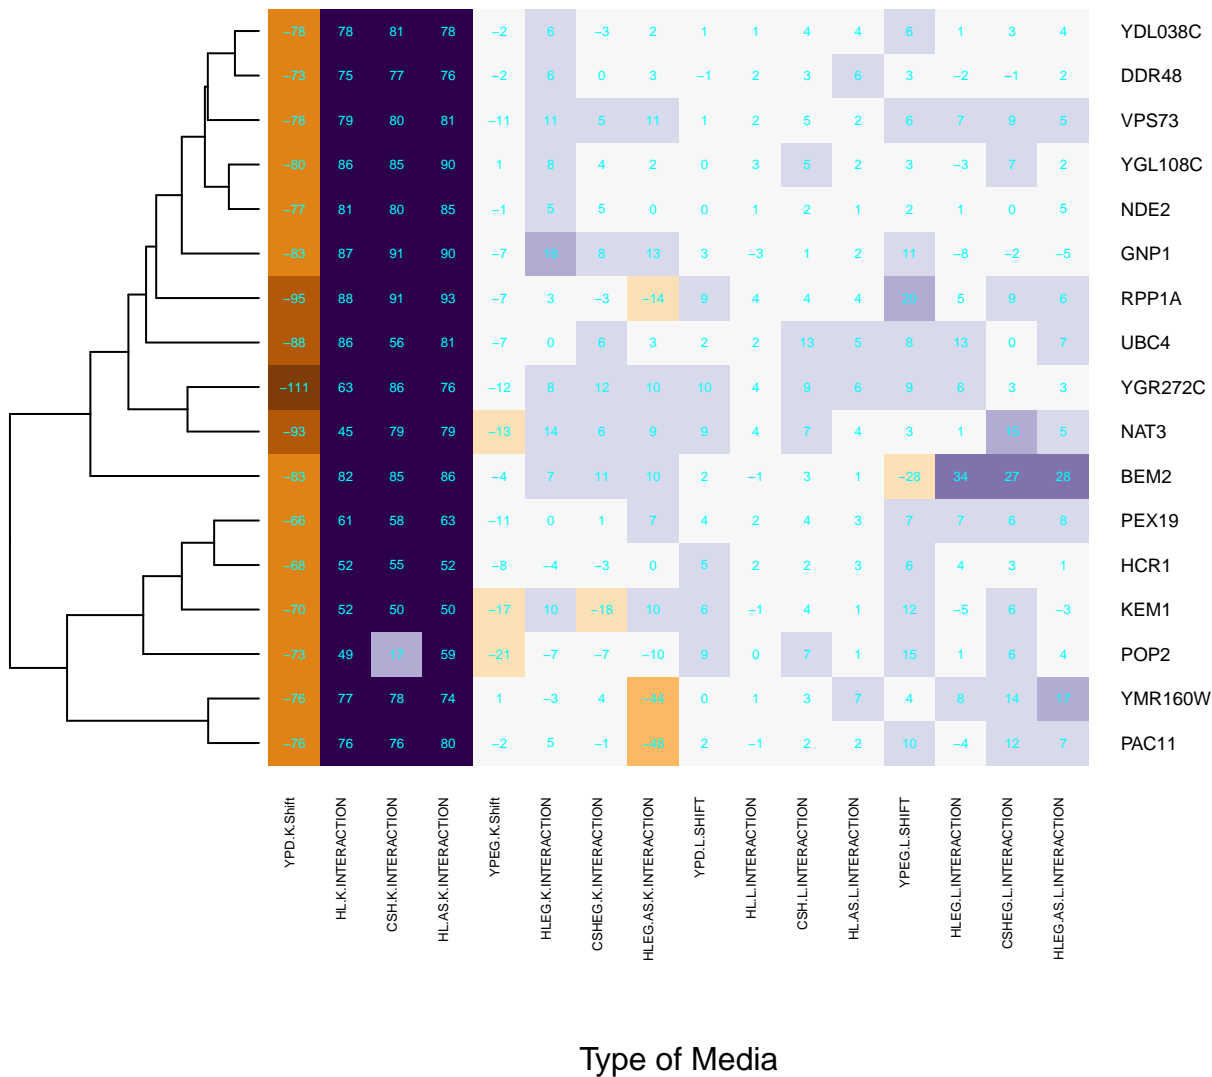 −78 78 81 78 −2 6 −3 2 1 1 4 4 6 1 3 4 YDL038C
−73 75 77 76 −2 6 0 3 −1 2 3 6 3 −2 −1 2 DDR48
−78 79 80 81 −11 11 5 11 1 2 5 2 6 7 9 5 VPS73
−80 86 85 90 1 8 4 2 0 3 5 2 3 −3 7 2 YGL108C
−77 81 80 85 −1 5 5 0 0 1 2 1 2 1 0 5 NDE2
−83 87 91 90 −7 8 13 3 −3 1 2 11 −8 −2 −5 GNP1
−95 88 91 93 −7 3 −3 −14 9 4 4 4 20 5 9 6 RPP1A
−88 86 56 81 −7 0 6 3 2 2 13 5 8 13 0 7 UBC4
−111 63 86 76 −12 8 12 10 10 4 9 6 9 6 3 3 YGR272C
−93 45 79 79 −13 14 6 9 9 4 7 4 3 1 5 NAT3
−83 82 85 86 −4 7 11 10 2 −1 3 1 −28 34 27 28 BEM2
−66 61 58 63 −11 0 1 7 4 2 4 3 7 7 6 8 PEX19
−68 52 55 52 −8 −4 −3 0 5 2 2 3 6 4 3 1 HCR1
−70 52 50 50 −17 10 −18 10 6 −1 4 1 12 −5 6 −3 KEM1
−73 49 59 −21 −7 −7 −10 9 0 7 1 15 1 6 4 POP2
−76 77 78 74 1 −3 4 −44 0 1 3 7 4 8 14 17 YMR160W
−76 76 76 80 −2 5 −1 −48 2 −1 2 2 10 −4 12 7 PAC11
YPD.K.Shift
HL.K.INTERACTION
CSH.K.INTERACTION
HL.AS.K.INTERACTION
YPEG.K.Shift
HLEG.K.INTERACTION
CSHEG.K.INTERACTION
HLEG.AS.K.INTERACTION
YPD.L.SHIFT
HL.L.INTERACTION
CSH.L.INTERACTION
HL.AS.L.INTERACTION
YPEG.L.SHIFT
HLEG.L.INTERACTION
CSHEG.L.INTERACTION
HLEG.AS.L.INTERACTION
Type of Media